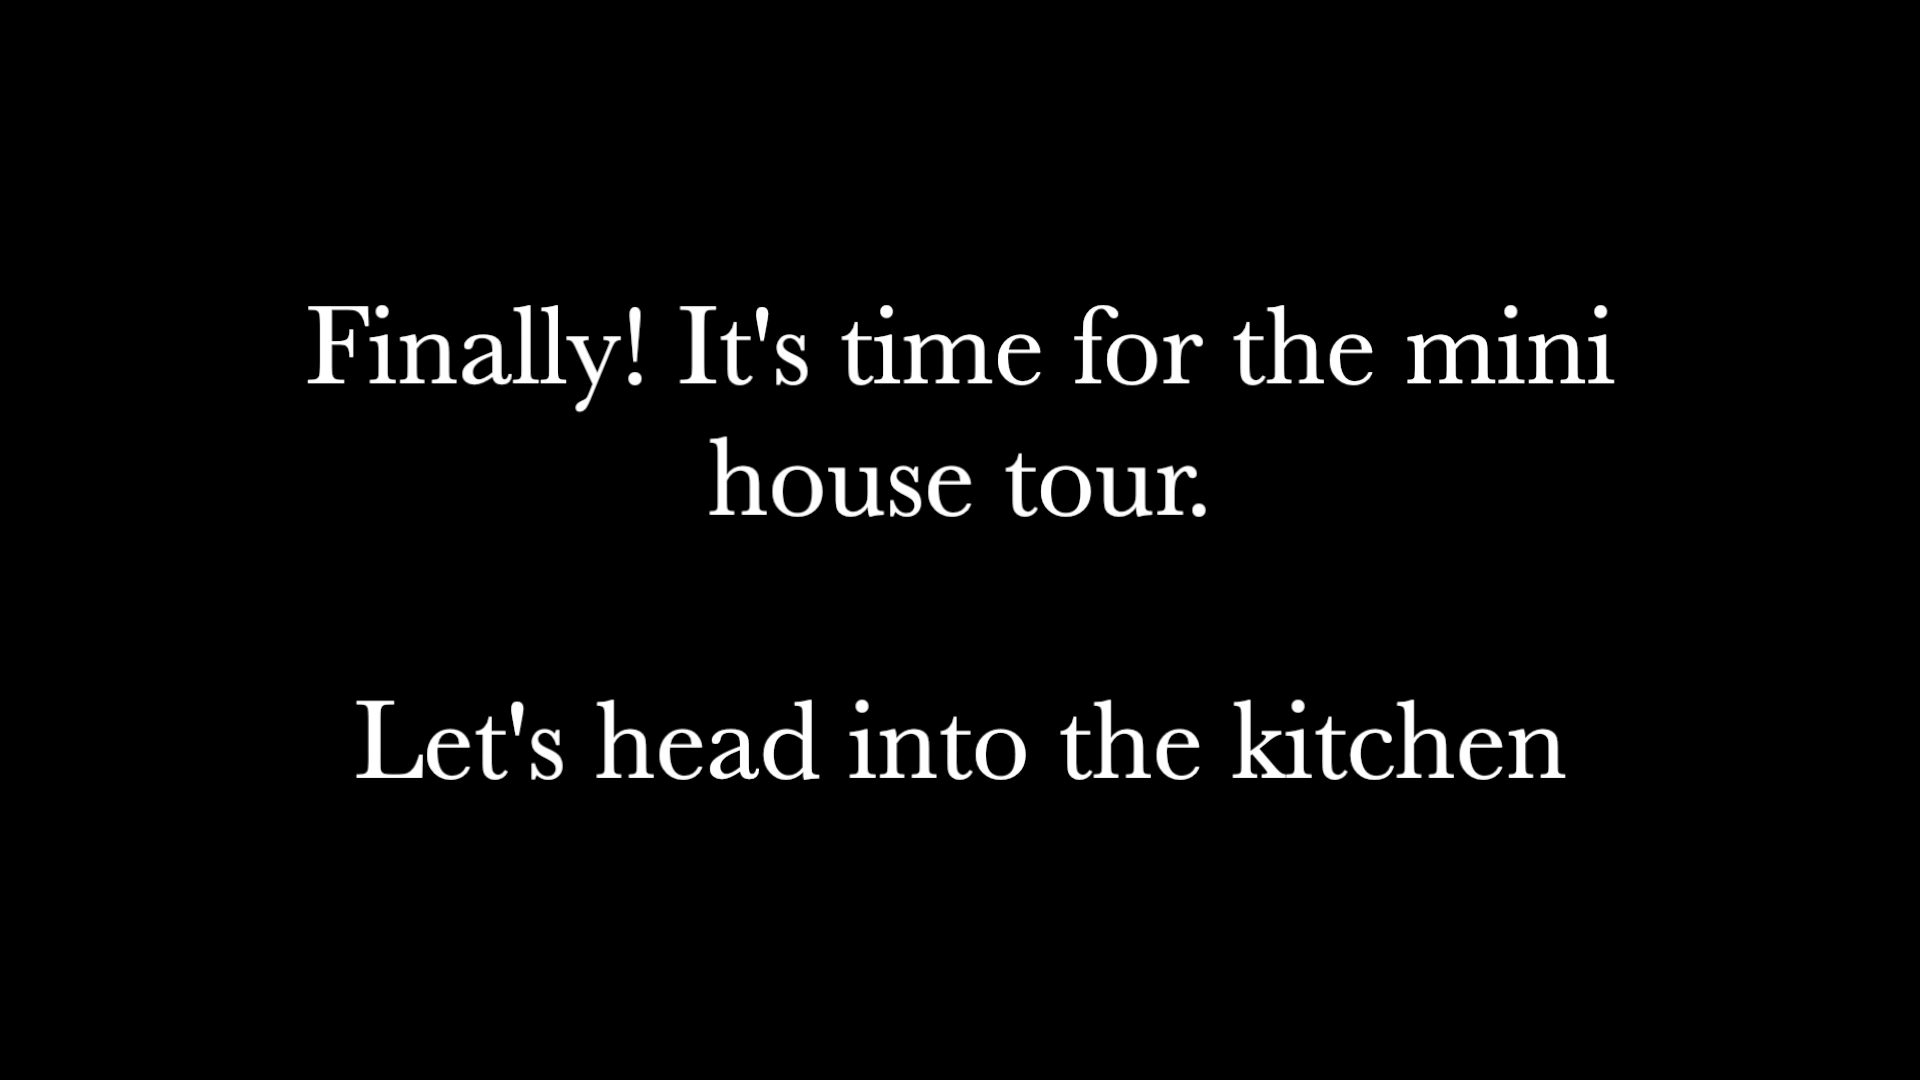 Finally! It's time for the mini
house tour.
Let's head into the kitchen